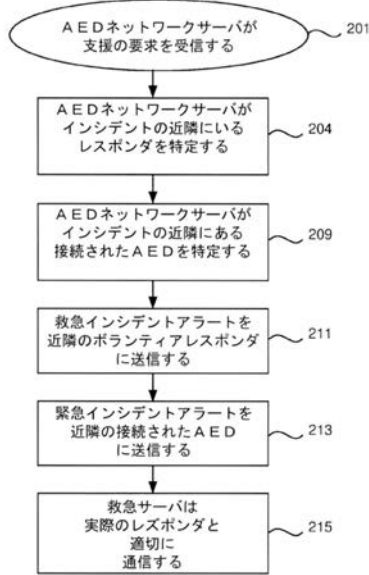 AEDネットワークサーバが
支援の要求を受信する
201
AEDネットワークサーバが
インシデントの近隣にいる
レスポンダを特定する
204
AEDネットワークサーバが
インシデントの近隣にある
接続されたAEDを特定する
209
救急インシデントアラートを
近隣のボランティアレスポンダ
に送信する
211
緊急インシデントアラートを
近隣の接続されたAED
に送信する
213
救急サーバは
実際のレズポンダと
適切に
通信する
215